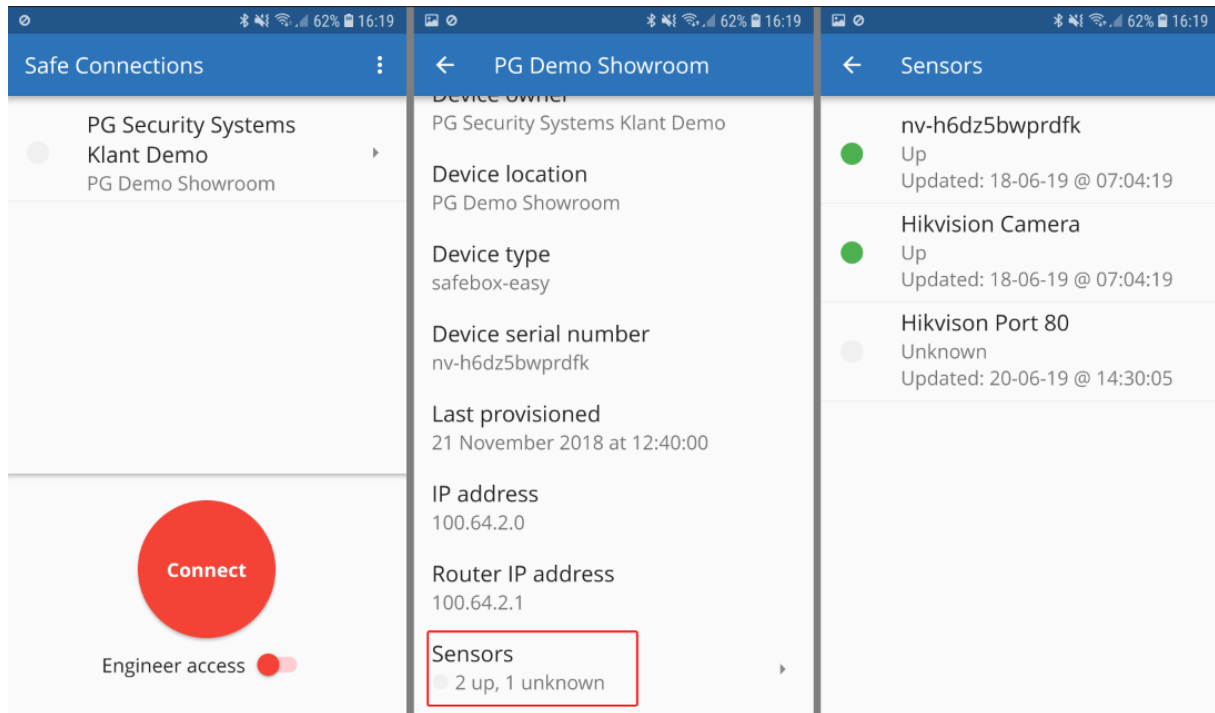 62% 16:19
Safe Connections
PG Security Systems
Klant Demo
PG Demo Showroom
Connect
Engineer access
62% 16:19
PG Demo Showroom
Device owner
PG Security Systems Klant Demo
Device location
PG Demo Showroom
Device type
safebox-easy
Device serial number
nv-h6dz5bwprdfk
Last provisioned
21 November 2018 at 12:40:00
IP address
100.64.2.0
Router IP address
100.64.2.1
Sensors
2 up, 1 unknown
62% 16:19
Sensors
nv-h6dz5bwprdfk
Up
Updated: 18-06-19 @ 07:04:19
Hikvision Camera
Up
Updated: 18-06-19 @ 07:04:19
Hikvison Port 80
Unknown
Updated: 20-06-19 @ 14:30:05